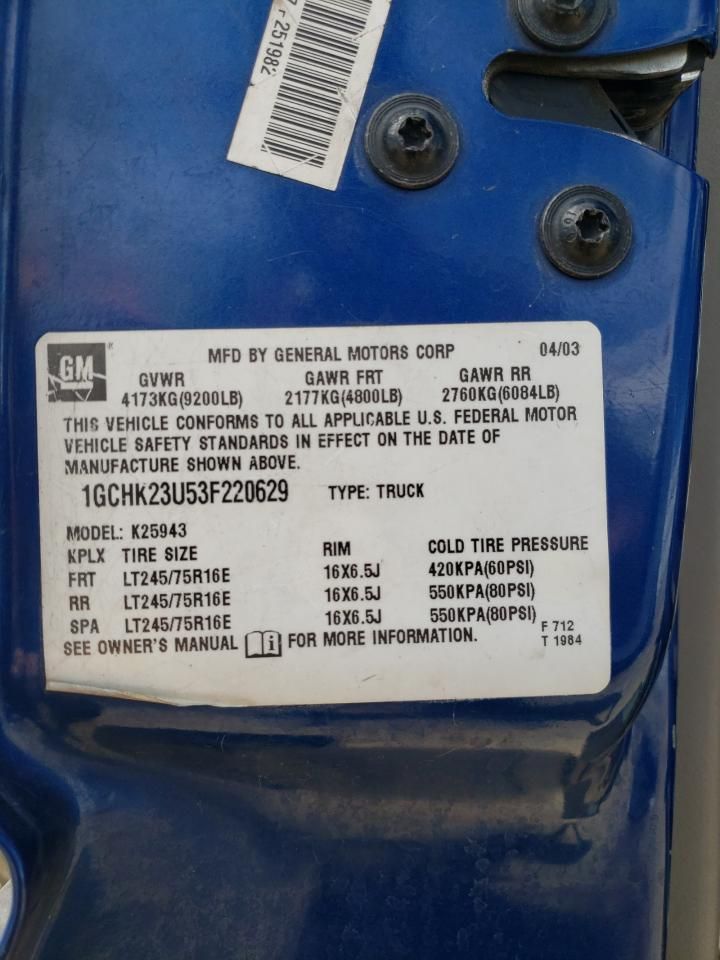 251982
GM
MFD BY GENERAL MOTORS CORP 04/03
GVWR GAWR FRT GAWR RR
4173KG(9200LB) 2177KG(4800LB) 2760KG(6084LB)
THIS VEHICLE CONFORMS TO ALL APPLICABLE U.S. FEDERAL MOTOR
VEHICLE SAFETY STANDARDS IN EFFECT ON THE DATE OF
MANUFACTURE SHOWN ABOVE.
1GCHK23U53F220629 TYPE: TRUCK
MODEL: K25943
KPLX TIRE SIZE RIM COLD TIRE PRESSURE
FRT LT245/75R16E 16X6.5J 420KPA(60PSI)
RR LT245/75R16E 16X6.5J 550KPA(80PSI)
SPA LT245/75R16E 16X6.5J 550KPA(80PSI)
SEE OWNER'S MANUAL i FOR MORE INFORMATION.
F 712
T 1984